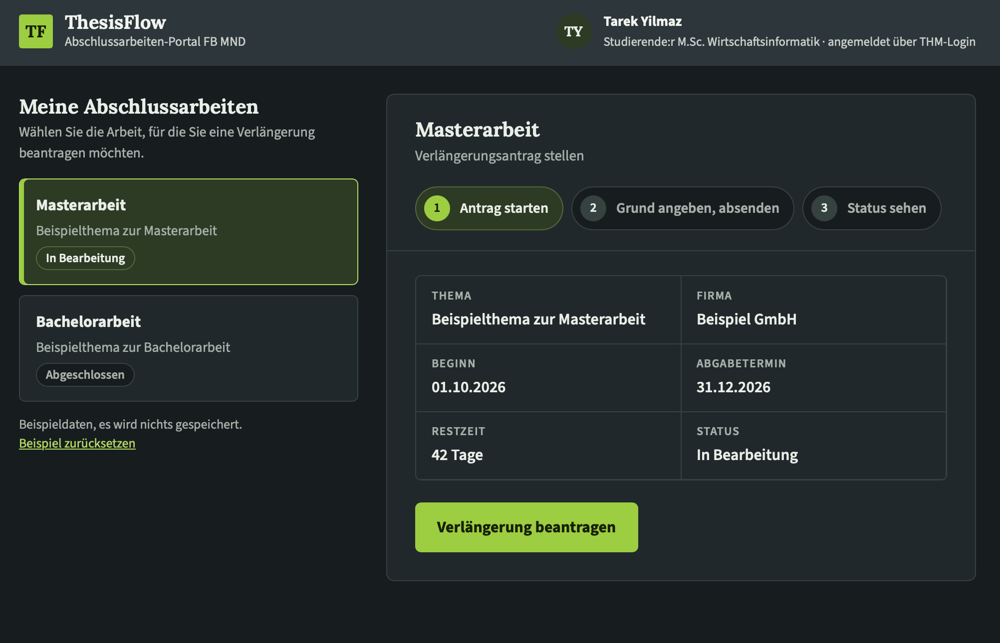 TF
ThesisFlow
Abschlussarbeiten-Portal FB MND
TY
Tarek Yilmaz
Studierende:r M.Sc. Wirtschaftsinformatik · angemeldet über THM-Login
Meine Abschlussarbeiten
Wählen Sie die Arbeit, für die Sie eine Verlängerung
beantragen möchten.
Masterarbeit
Beispielthema zur Masterarbeit
In Bearbeitung
Bachelorarbeit
Beispielthema zur Bachelorarbeit
Abgeschlossen
Beispieldaten, es wird nichts gespeichert.
Beispiel zurücksetzen
Masterarbeit
Verlängerungsantrag stellen
1 Antrag starten
2 Grund angeben, absenden
3 Status sehen
THEMA
Beispielthema zur Masterarbeit
FIRMA
Beispiel GmbH
BEGINN
01.10.2026
ABGABETERMIN
31.12.2026
RESTZEIT
42 Tage
STATUS
In Bearbeitung
Verlängerung beantragen